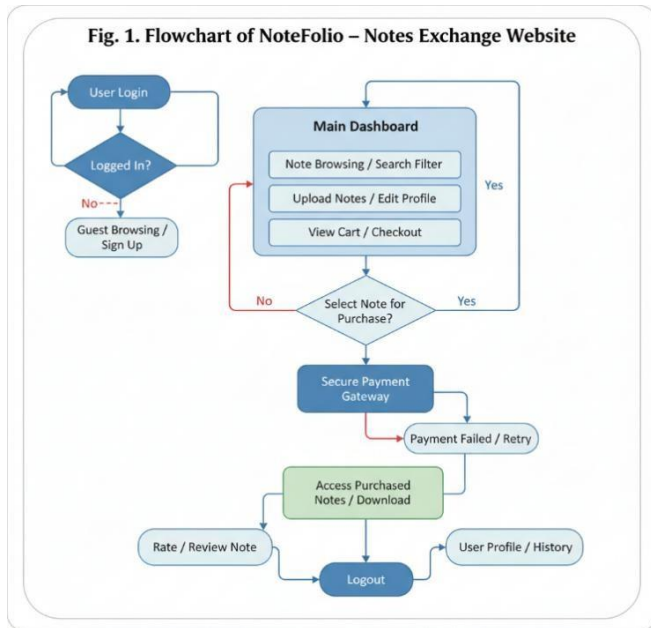 Fig. 1. Flowchart of NoteFolio – Notes Exchange Website
User Login
Logged In?
No
Guest Browsing /
Sign Up
Main Dashboard
Note Browsing / Search Filter
Upload Notes / Edit Profile
View Cart / Checkout
Yes
No
Select Note for
Purchase?
Yes
Secure Payment
Gateway
Payment Failed / Retry
Access Purchased
Notes / Download
Rate / Review Note
User Profile / History
Logout